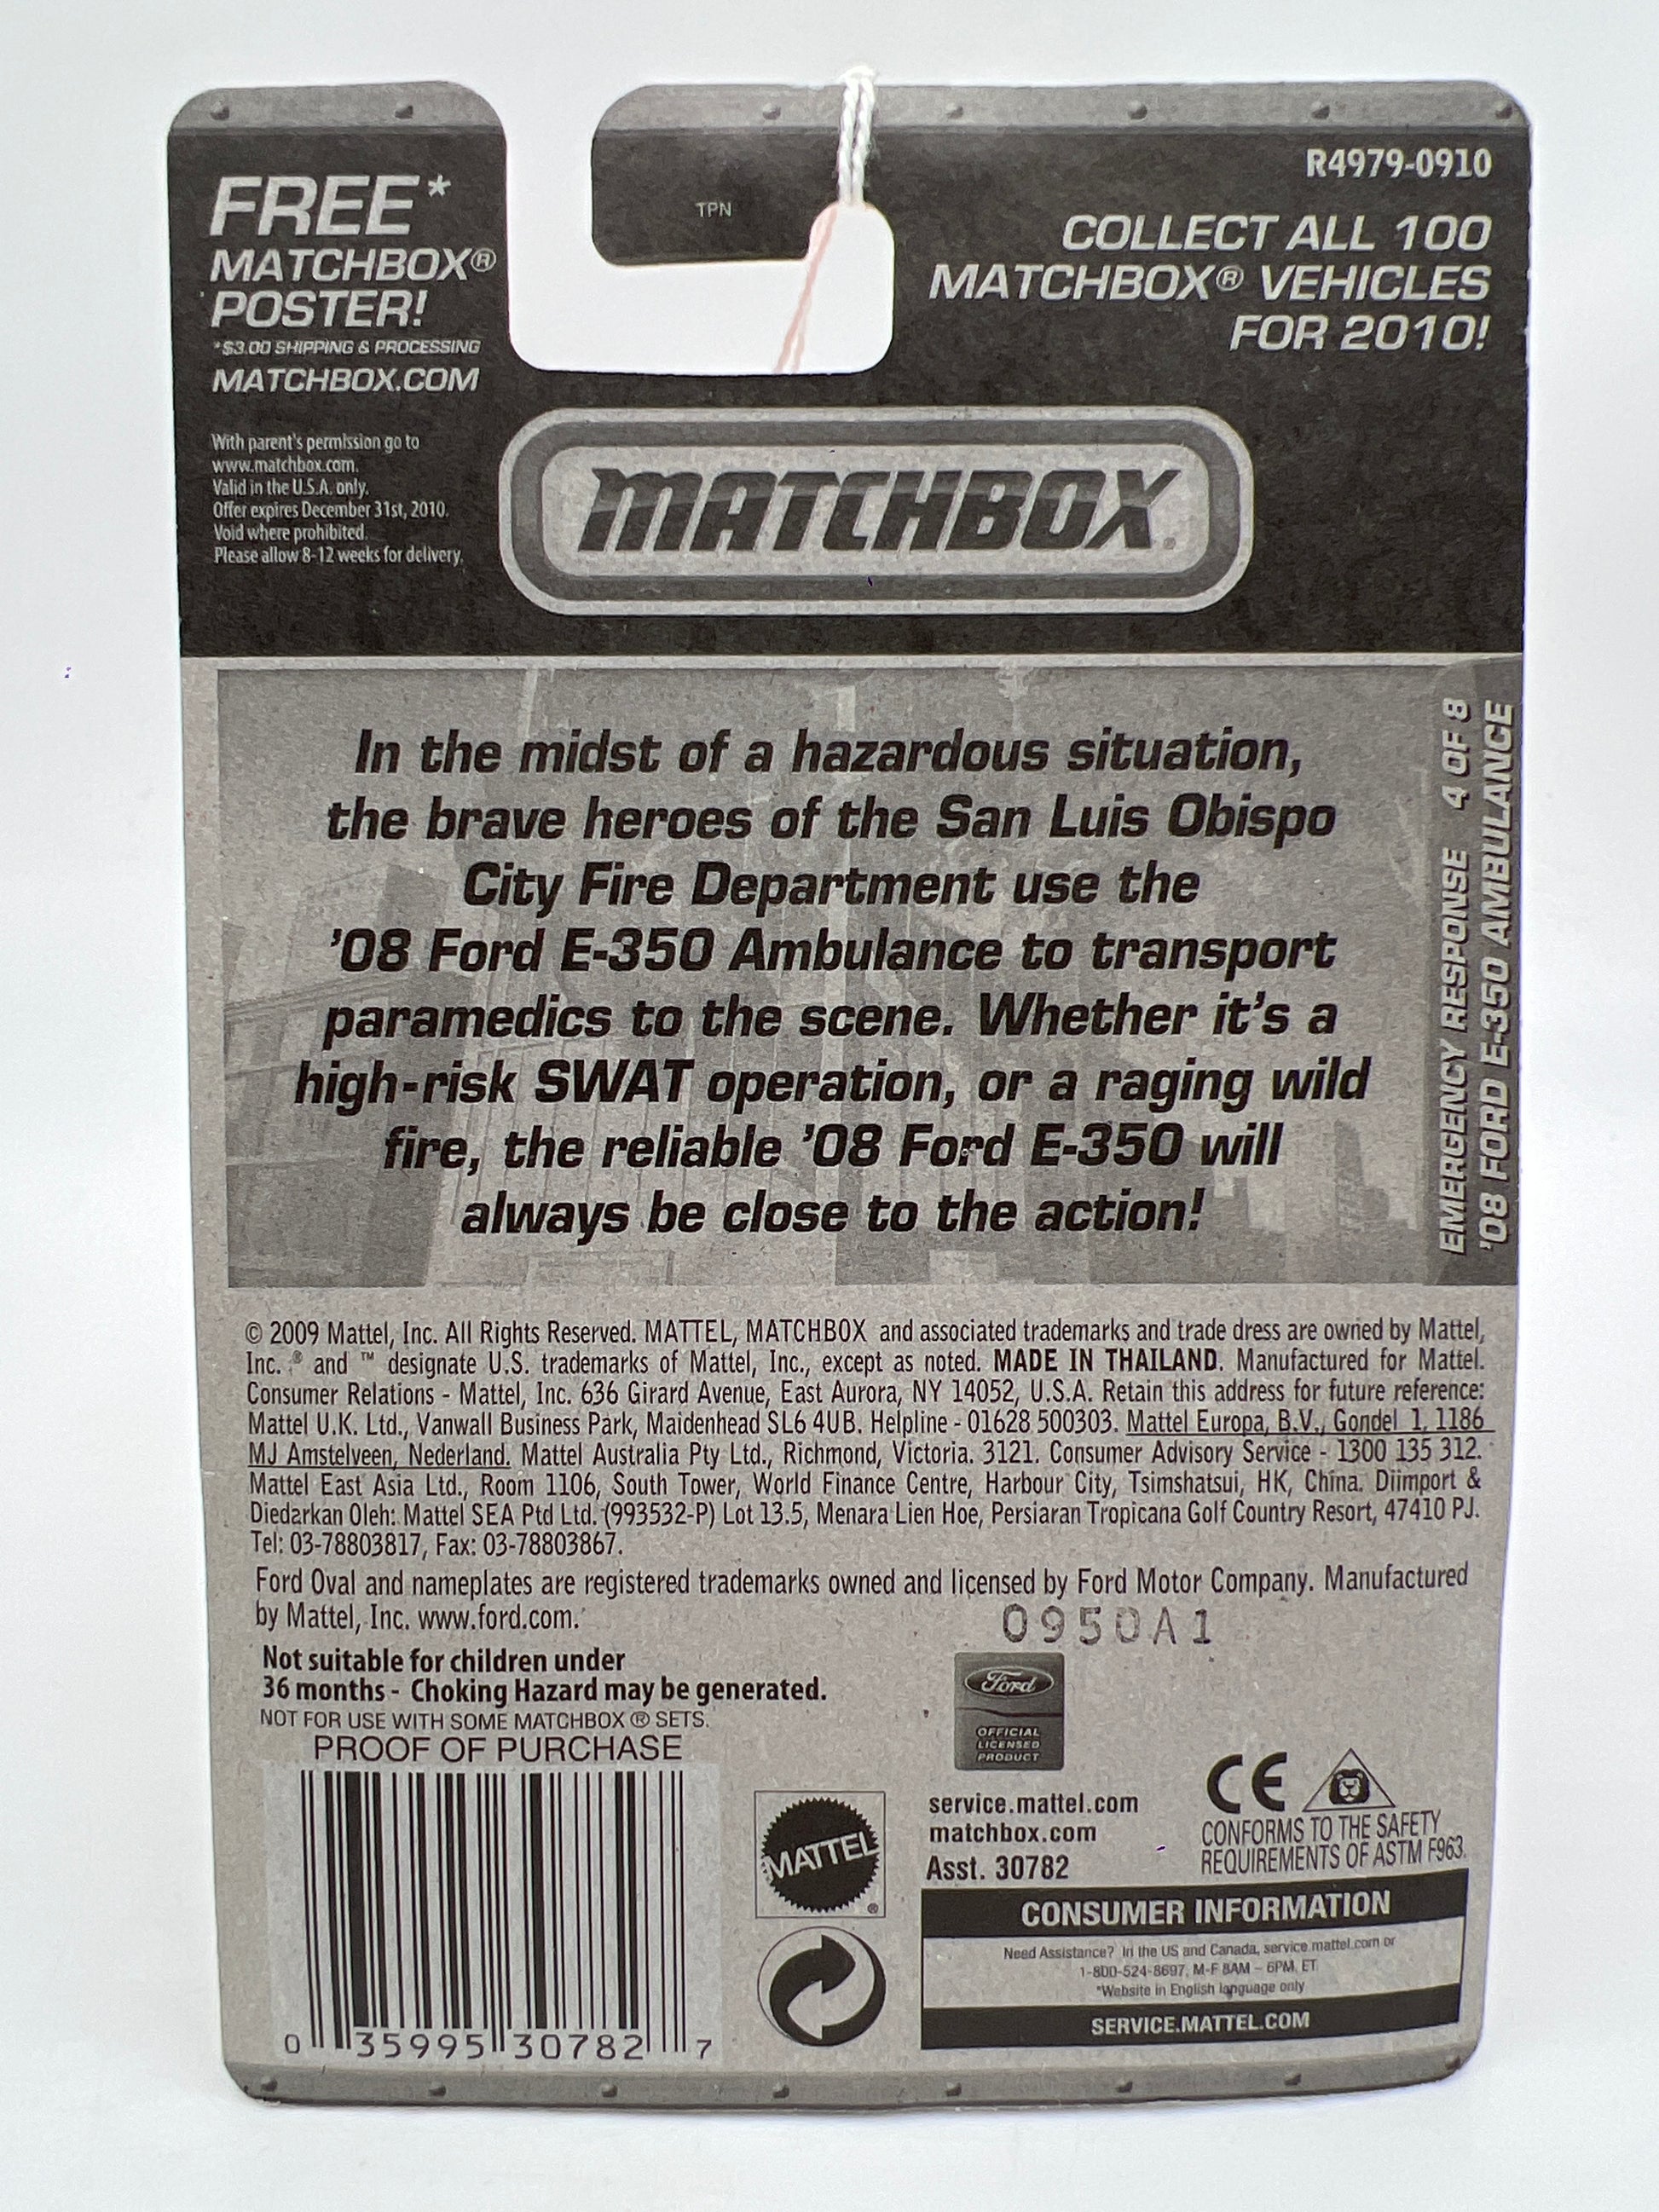 FREE*
MATCHBOX®
POSTER!
*$3.00 SHIPPING & PROCESSING
MATCHBOX.COM
With parent's permission go to
www.matchbox.com.
Valid in the U.S.A. only.
Offer expires December 31st, 2010.
Void where prohibited.
Please allow 8-12 weeks for delivery.
TPN
R4979-0910
COLLECT ALL 100
MATCHBOX® VEHICLES
FOR 2010!
MATCHBOX®
In the midst of a hazardous situation,
the brave heroes of the San Luis Obispo
City Fire Department use the
'08 Ford E-350 Ambulance to transport
paramedics to the scene. Whether it's a
high-risk SWAT operation, or a raging wild
fire, the reliable '08 Ford E-350 will
always be close to the action!
EMERGENCY RESPONSE 4 OF 8
'08 FORD E-350 AMBULANCE
© 2009 Mattel, Inc. All Rights Reserved. MATTEL, MATCHBOX and associated trademarks and trade dress are owned by Mattel,
Inc. ® and ™ designate U.S. trademarks of Mattel, Inc., except as noted. MADE IN THAILAND. Manufactured for Mattel.
Consumer Relations - Mattel, Inc. 636 Girard Avenue, East Aurora, NY 14052, U.S.A. Retain this address for future reference:
Mattel U.K. Ltd., Vanwall Business Park, Maidenhead SL6 4UB. Helpline - 01628 500303. Mattel Europa, B.V., Gondel 1, 1186
MJ Amstelveen, Nederland. Mattel Australia Pty Ltd., Richmond, Victoria. 3121. Consumer Advisory Service - 1300 135 312.
Mattel East Asia Ltd., Room 1106, South Tower, World Finance Centre, Harbour City, Tsimshatsui, HK, China. Diimport &
Diedarkan Oleh: Mattel SEA Ptd Ltd. (993532-P) Lot 13.5, Menara Lien Hoe, Persiaran Tropicana Golf Country Resort, 47410 PJ.
Tel: 03-78803817, Fax: 03-78803867.
Ford Oval and nameplates are registered trademarks owned and licensed by Ford Motor Company. Manufactured
by Mattel, Inc. www.ford.com.
0950A1
Not suitable for children under
36 months - Choking Hazard may be generated.
NOT FOR USE WITH SOME MATCHBOX ® SETS.
PROOF OF PURCHASE
0 35995 30782 7
MATTEL®
Ford
OFFICIAL
LICENSED
PRODUCT
service.mattel.com
matchbox.com
Asst. 30782
CE
CONFORMS TO THE SAFETY
REQUIREMENTS OF ASTM F963.
CONSUMER INFORMATION
Need Assistance? In the US and Canada, service.mattel.com or
1-800-524-8697, M-F 8AM – 6PM, ET
*Website in English language only
SERVICE.MATTEL.COM